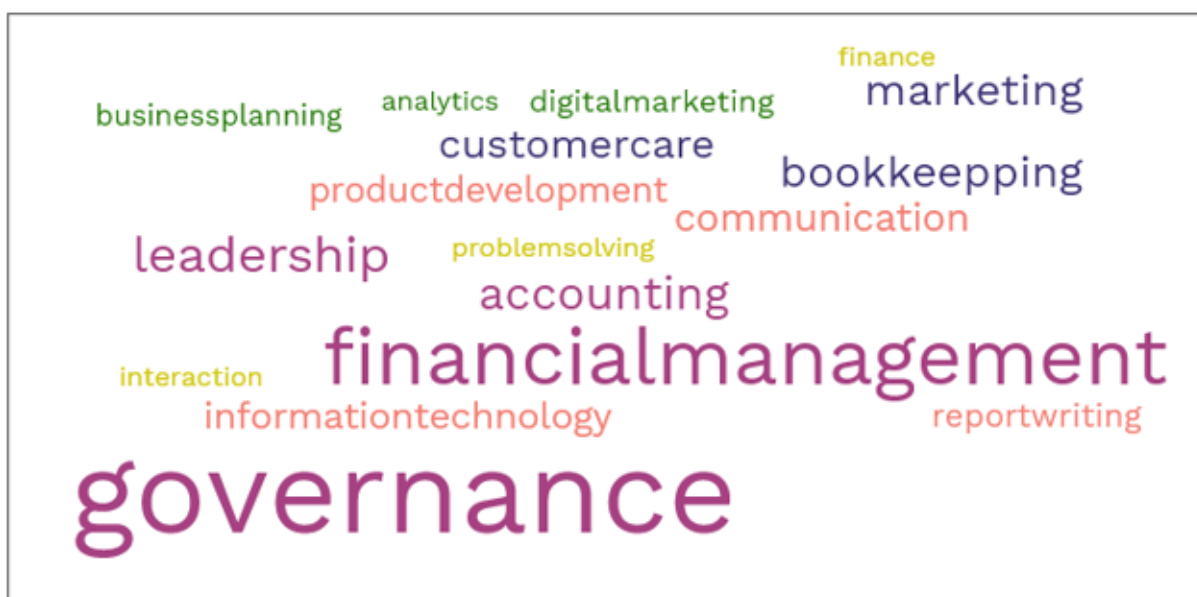 finance
marketing
analytics
digitalmarketing
businessplanning
customercare
bookkeepping
productdevelopment
communication
leadership
problemsolving
accounting
financialmanagement
interaction
informationtechnology
reportwriting
governance